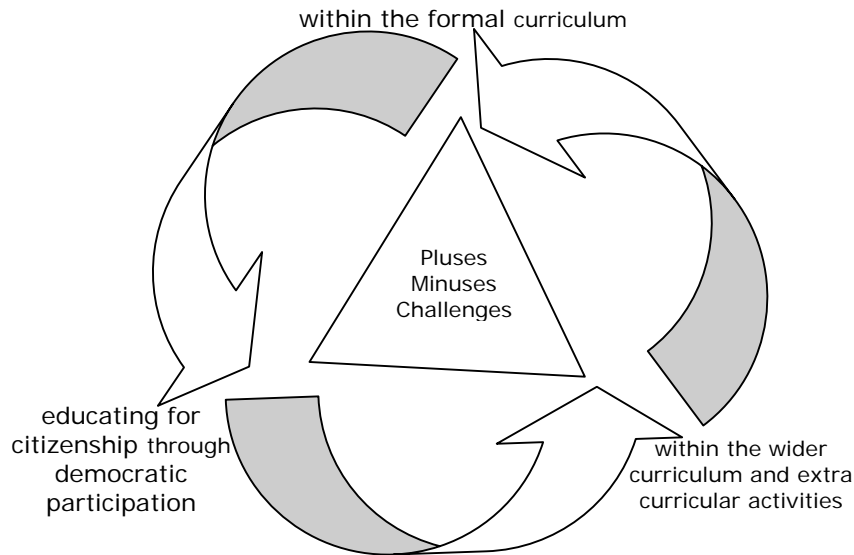 within the formal curriculum
Pluses
Minuses
Challenges
educating for
citizenship through
democratic
participation
within the wider
curriculum and extra
curricular activities